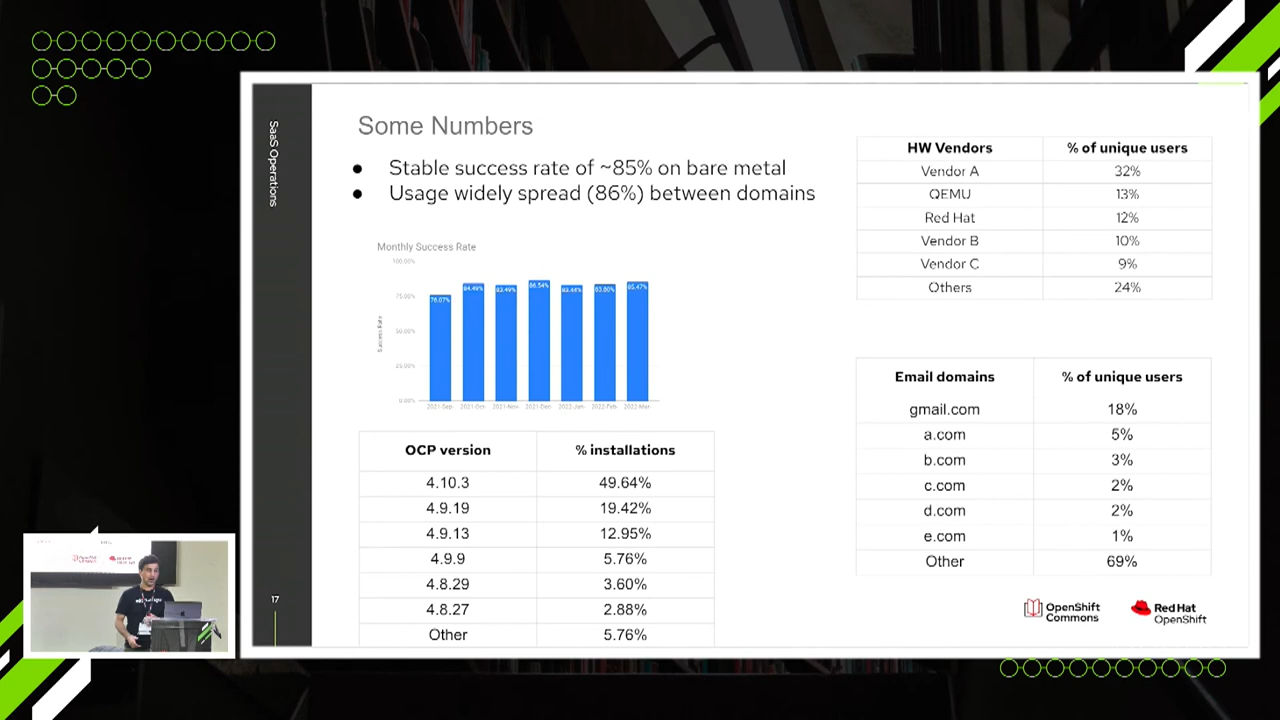 SaaS Operations
Some Numbers
● Stable success rate of ~85% on bare metal
● Usage widely spread (86%) between domains
Monthly Success Rate
Success Rate
100.00%
75.00%
50.00%
25.00%
0.00%
76.07% 84.49% 83.49% 86.54% 83.60% 85.47%
2021-Sep 2021-Oct 2021-Nov 2021-Dec 2022-Jan 2022-Feb 2022-Mar
OCP version % installations
4.10.3 49.64%
4.9.19 19.42%
4.9.13 12.95%
4.9.9 5.76%
4.8.29 3.60%
4.8.27 2.88%
Other 5.76%
HW Vendors % of unique users
Vendor A 32%
QEMU 13%
Red Hat 12%
Vendor B 10%
Vendor C 9%
Others 24%
Email domains % of unique users
gmail.com 18%
a.com 5%
b.com 3%
c.com 2%
d.com 2%
e.com 1%
Other 69%
17
OpenShift
Commons
Red Hat
OpenShift